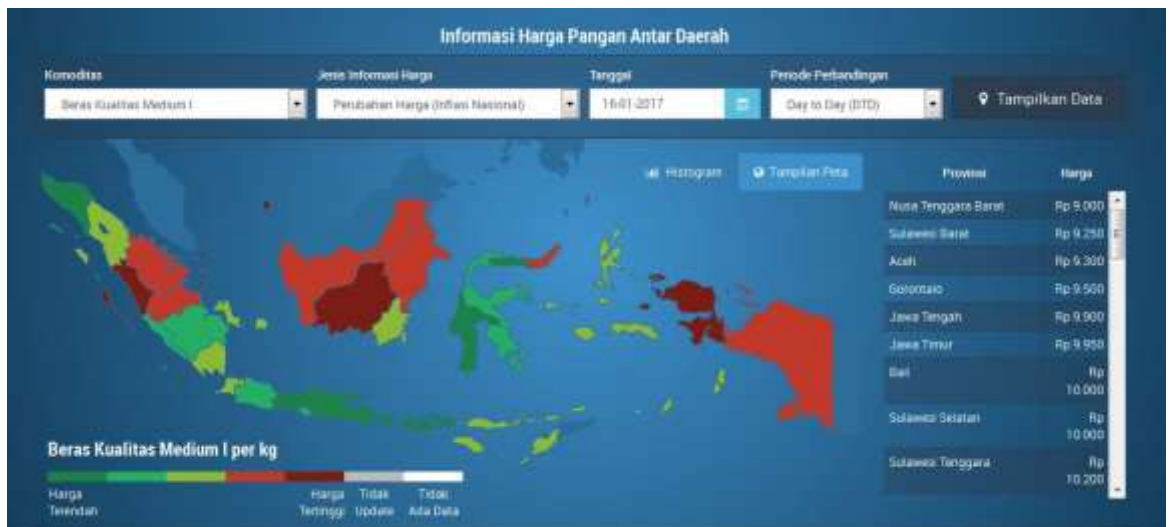 Informasi Harga Pangan Antar Daerah
Komoditas
Jenis Informasi Harga
Tanggal
Periode Perbandingan
Beras Kualitas Medium I
Perubahan Harga (Inflasi Nasional)
16-01-2017
Day to Day (DTD)
Tampilkan Data
Histogram
Tampilan Peta
Provinsi Harga
Nusa Tenggara Barat Rp 9.000
Sulawesi Barat Rp 9.250
Aceh Rp 9.300
Gorontalo Rp 9.500
Jawa Tengah Rp 9.900
Jawa Timur Rp 9.950
Bali Rp
10.000
Sulawesi Selatan Rp
10.000
Sulawesi Tenggara Rp
10.200
Beras Kualitas Medium I per kg
Harga Harga Tidak Tidak
Terendah Tertinggi Update Ada Data